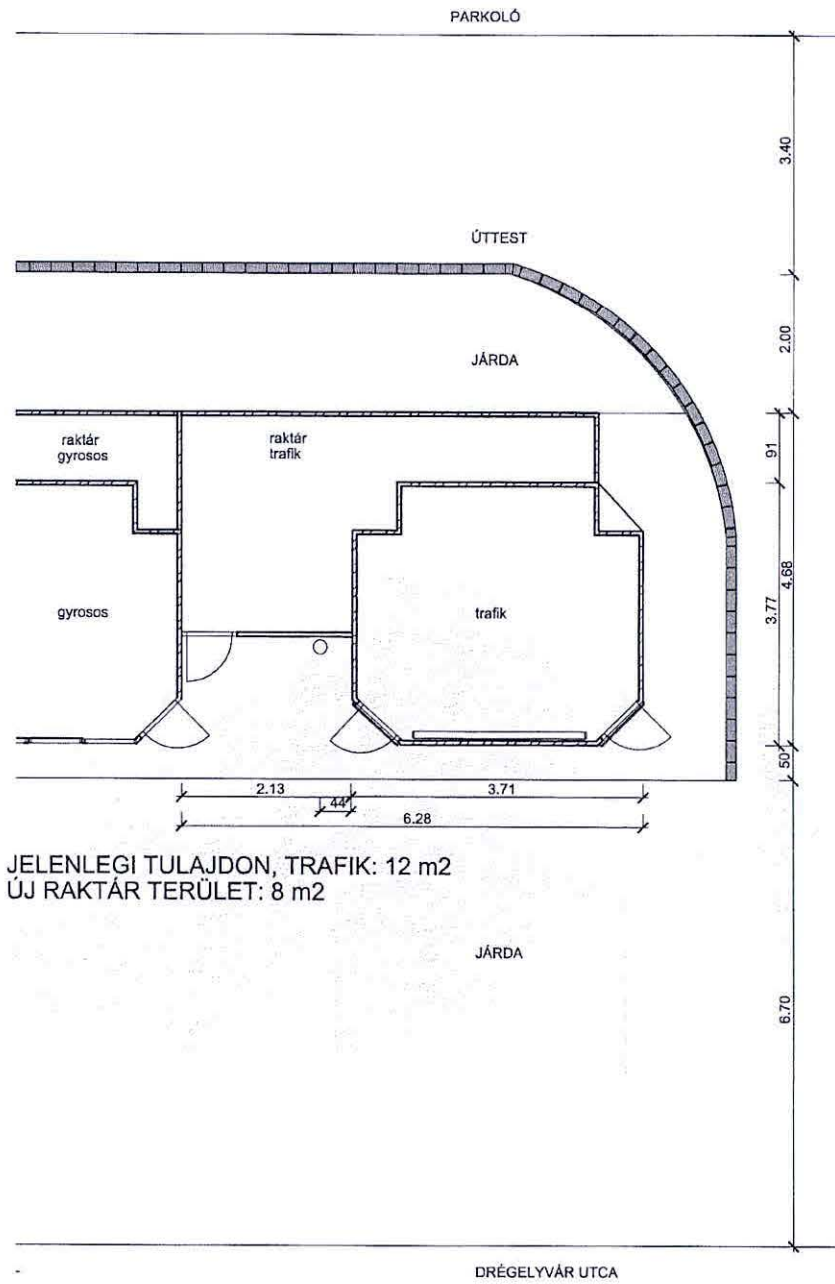 PARKOLÓ
3.40
ÚTTEST
2.00
JÁRDA
raktár
gyrosos
raktár
trafik
91
gyrosos
trafik
4.68
3.77
50
2.13
3.71
44
6.28
JELENLEGI TULAJDON, TRAFIK: 12 m2
ÚJ RAKTÁR TERÜLET: 8 m2
JÁRDA
6.70
DRÉGELYVÁR UTCA